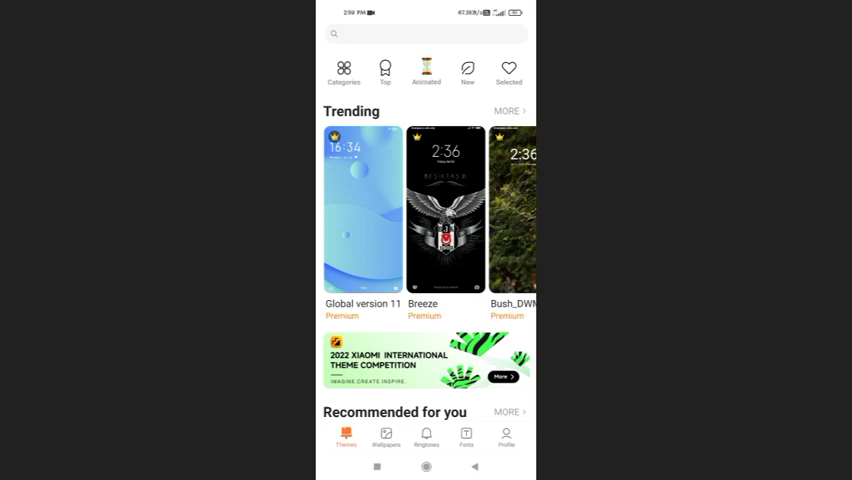 2:59 PM
67.5KB/s
Categories
Top
Animated
New
Selected
Trending
MORE
16:34
2:36
2:36
Global version 11
Premium
Breeze
Premium
Bush_DWM
Premium
2022 XIAOMI INTERNATIONAL
THEME COMPETITION
IMAGINE.CREATE.INSPIRE.
More
Recommended for you
MORE
Themes
Wallpapers
Ringtones
Fonts
Profile